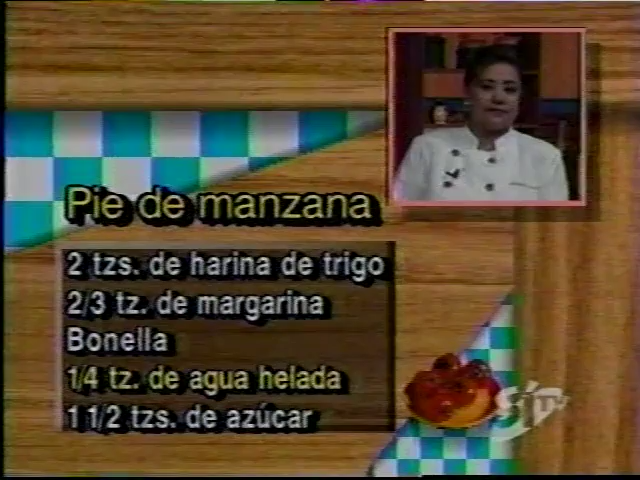 Pie de manzana
2 tzs. de harina de trigo
2/3 tz. de margarina
Bonella
1/4 tz. de agua helada
1 1/2 tzs. de azúcar
SíTV